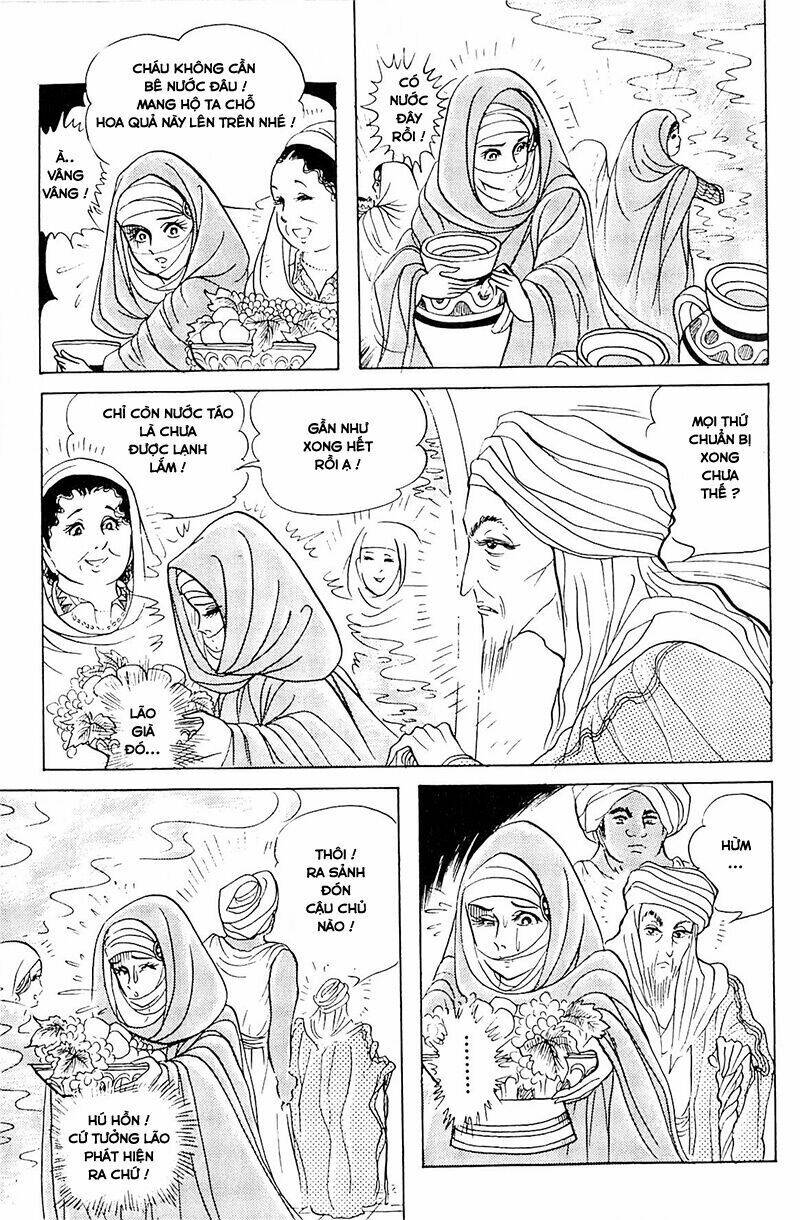 CÓ
NƯỚC
ĐÂY
RỒI !
CHÁU KHÔNG CẦN
BÊ NƯỚC ĐÂU !
MANG HỘ TA CHỖ
HOA QUẢ NÀY LÊN TRÊN NHÉ !
À..
VÂNG
VÂNG !
MỌI THỨ
CHUẨN BỊ
XONG
CHƯA
THẾ ?
GẦN NHƯ
XONG HẾT
RỒI Ạ !
CHỈ CÒN NƯỚC TÁO
LÀ CHƯA
ĐƯỢC LẠNH
LẮM !
LÃO
GIÀ
ĐÓ...
HỪM
...
.........
THÔI !
RA SẢNH
ĐÓN
CẬU CHỦ
NÀO !
HÚ HỒN !
CỨ TƯỞNG LÃO
PHÁT HIỆN
RA CHỨ !